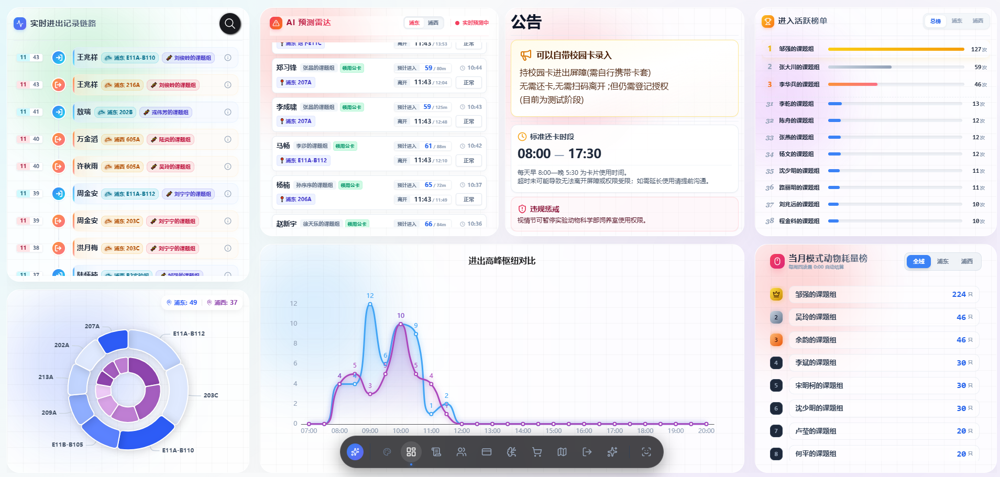 实时进出记录链路
11 43 王兆祥 浦东 E11A-B110 刘俊岭的课题组
11 43 王兆祥 浦东 216A 刘俊岭的课题组
11 41 敖瑞 浦东 202B 戎伟芳的课题组
11 40 万金滔 浦西 605A 陆炎的课题组
11 40 许秋雨 浦西 605A 吴玲的课题组
11 39 周金安 浦东 E11A-B112 刘宁宁的课题组
11 39 周金安 浦东 203C 刘宁宁的课题组
11 38 洪月梅 浦东 203C 刘宁宁的课题组
11 37 陆炳楠 浦西 B2实验间 邹强的课题组
浦东: 49 浦西: 37
207A
E11A-B112
202A
213A
203C
209A
E11B-B105
E11A-B110
AI 预测雷达
浦东 浦西
实时预测中
浦东 地下E11C 离开 11:43 / 13:53 正常
郑习锋 张晶的课题组 领用公卡 预计进入 59 / 80m 10:44
浦东 207A 离开 11:43 / 12:04 正常
李成啸 张晶的课题组 领用公卡 预计进入 59 / 125m 10:43
浦东 207A 离开 11:43 / 12:48 正常
马畅 李莎的课题组 领用公卡 预计进入 61 / 88m 10:42
浦东 E11A-B112 离开 11:43 / 12:10 正常
杨楠 孙序序的课题组 领用公卡 预计进入 65 / 72m 10:37
浦东 206A 离开 11:43 / 11:49 正常
赵新宇 徐天乐的课题组 领用公卡 预计进入 66 / 84m 10:36
公告
可以自带校园卡录入
持校园卡进出屏障(需自行携带卡套)
无需还卡,无需扫码离开 ;但仍需登记授权
(目前为测试阶段)
标准还卡时段
08:00 — 17:30
每天早 8:00—晚 5:30 为卡片使用时间。
超时未可能导致无法离开屏障或权限受限；如需延长使用请提前沟通。
违规惩戒
视情节可暂停实验动物科学部饲养室使用权限。
进出高峰枢纽对比
12
10
8
6
4
2
0
12
10
9
6
5
5
5
4
4
4
3
2
1
1
07:00 08:00 09:00 10:00 11:00 12:00 13:00 14:00 15:00 16:00 17:00 18:00 19:00 20:00
进入活跃榜单
总榜 浦东 浦西
1 邹强的课题组 127次
2 张大川的课题组 59次
3 李华兵的课题组 46次
31 李乾的课题组 13次
32 陈舟的课题组 12次
33 张燕的课题组 12次
34 杨文的课题组 12次
35 沈少明的课题组 11次
36 路丽明的课题组 11次
37 刘兆远的课题组 10次
38 程金科的课题组 10次
当月模式动物耗量榜
每周四凌晨 0:00 自动结算
全域 浦东 浦西
邹强的课题组 224 只
2 吴玲的课题组 46 只
3 余韵的课题组 46 只
4 李斌的课题组 30 只
5 宋明柯的课题组 30 只
6 沈少明的课题组 30 只
7 卢莹的课题组 20 只
8 何平的课题组 20 只